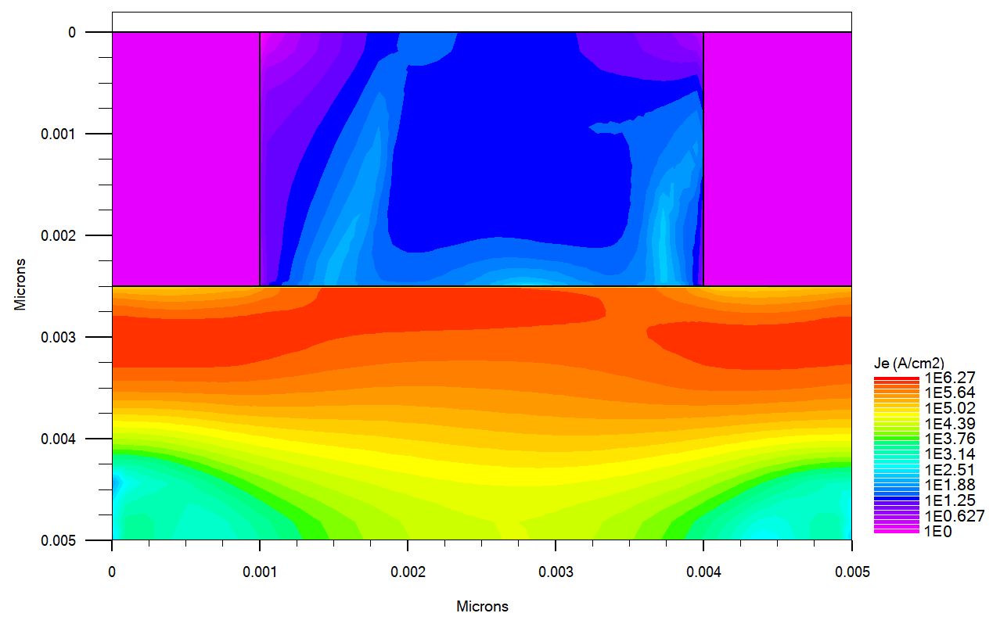 0
0.001
0.002
0.003
0.004
0.005
Microns
0
0.001
0.002
0.003
0.004
0.005
Microns
Je (A/cm2)
1E6.27
1E5.64
1E5.02
1E4.39
1E3.76
1E3.14
1E2.51
1E1.88
1E1.25
1E0.627
1E0